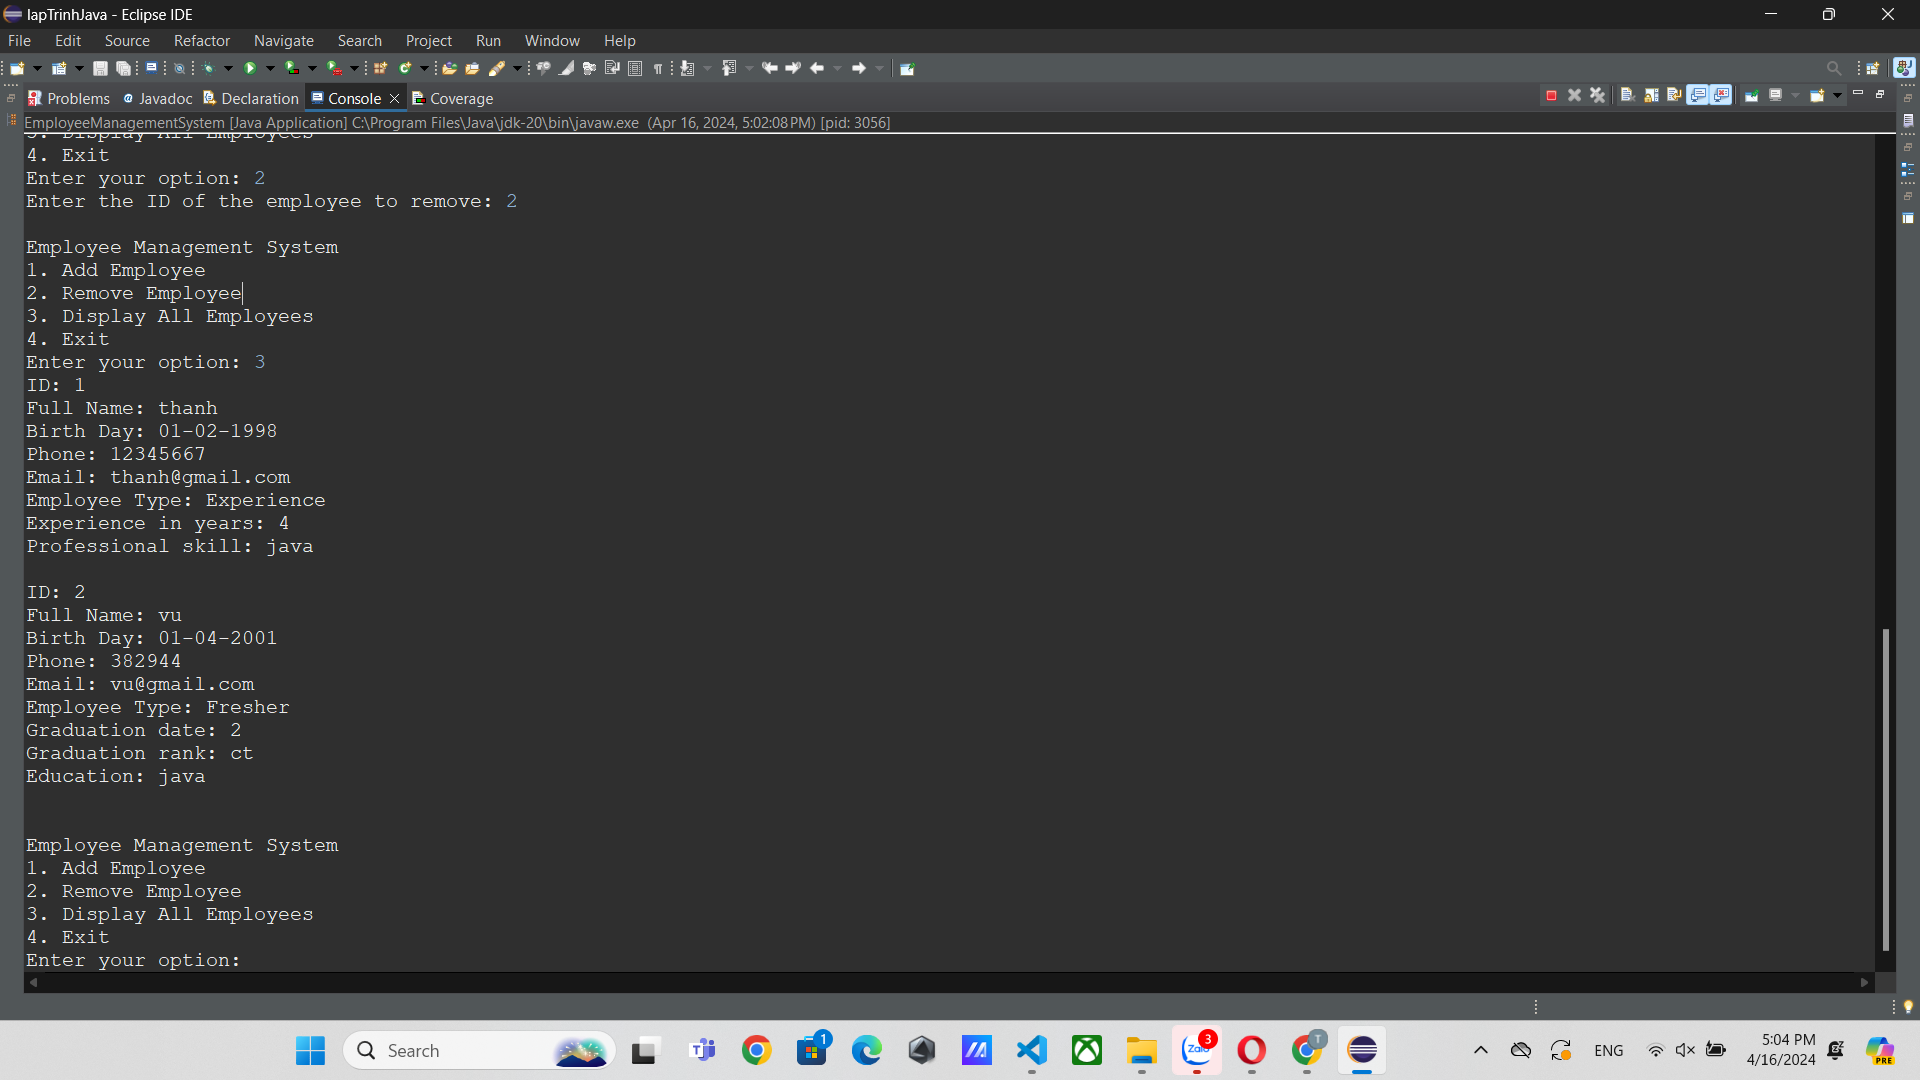 lapTrinhJava - Eclipse IDE
File Edit Source Refactor Navigate Search Project Run Window Help
Problems Javadoc Declaration Console Coverage
EmployeeManagementSystem [Java Application] C:\Program Files\Java\jdk-20\bin\javaw.exe (Apr 16, 2024, 5:02:08 PM) [pid: 3056]
3. Display All Employees
4. Exit
Enter your option: 2
Enter the ID of the employee to remove: 2
Employee Management System
1. Add Employee
2. Remove Employee
3. Display All Employees
4. Exit
Enter your option: 3
ID: 1
Full Name: thanh
Birth Day: 01-02-1998
Phone: 12345667
Email: thanh@gmail.com
Employee Type: Experience
Experience in years: 4
Professional skill: java
ID: 2
Full Name: vu
Birth Day: 01-04-2001
Phone: 382944
Email: vu@gmail.com
Employee Type: Fresher
Graduation date: 2
Graduation rank: ct
Education: java
Employee Management System
1. Add Employee
2. Remove Employee
3. Display All Employees
4. Exit
Enter your option:
Search
1
Zalo
3
T
ENG
5:04 PM
4/16/2024
PRE